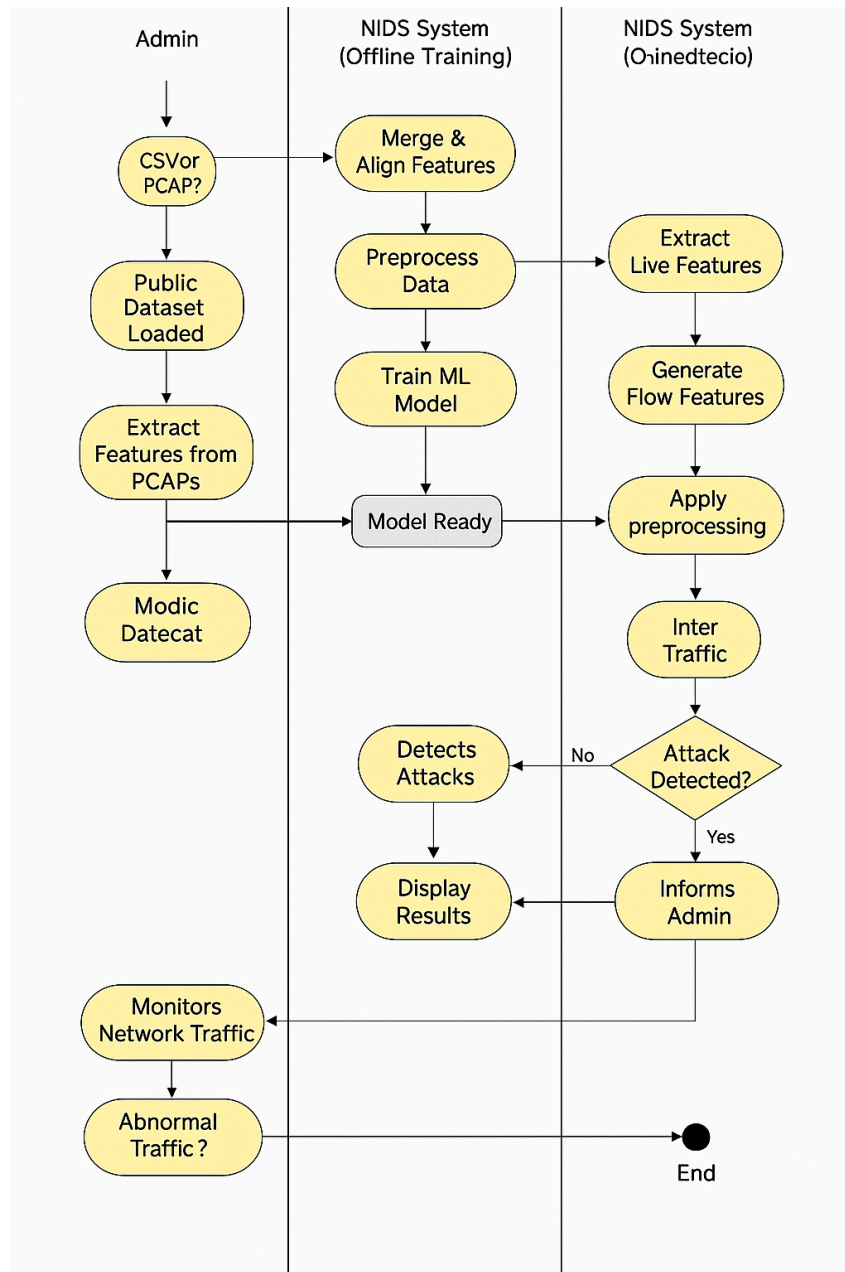 Admin
NIDS System
(Offline Training)
NIDS System
(Oinedtecio)
CSVor
PCAP?
Merge &
Align Features
Public
Dataset
Loaded
Preprocess
Data
Extract
Live Features
Train ML
Model
Generate
Flow Features
Extract
Features from
PCAPs
Model Ready
Apply
preprocessing
Modic
Datecat
Inter
Traffic
Detects
Attacks
No
Attack
Detected?
Yes
Display
Results
Informs
Admin
Monitors
Network Traffic
Abnormal
Traffic?
End